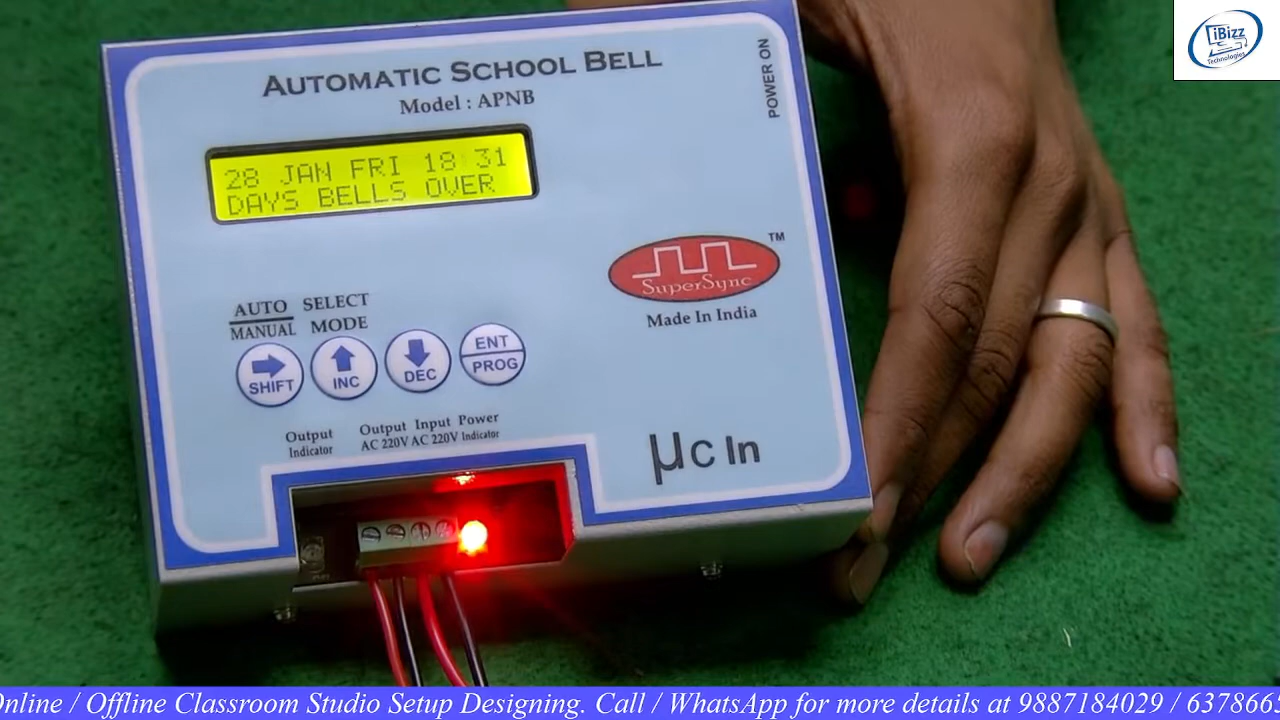 iBizz
Technologies
AUTOMATIC SCHOOL BELL
Model : APNB
POWER ON
28 JAN FRI 18:31
DAYS BELLS OVER
SuperSync
TM
Made In India
AUTO
MANUAL
SELECT
MODE
SHIFT
INC
DEC
ENT
PROG
Output
Indicator
Output
AC 220V
Input
AC 220V
Power
Indicator
µc In
Online / Offline Classroom Studio Setup Designing. Call / WhatsApp for more details at 9887184029 /